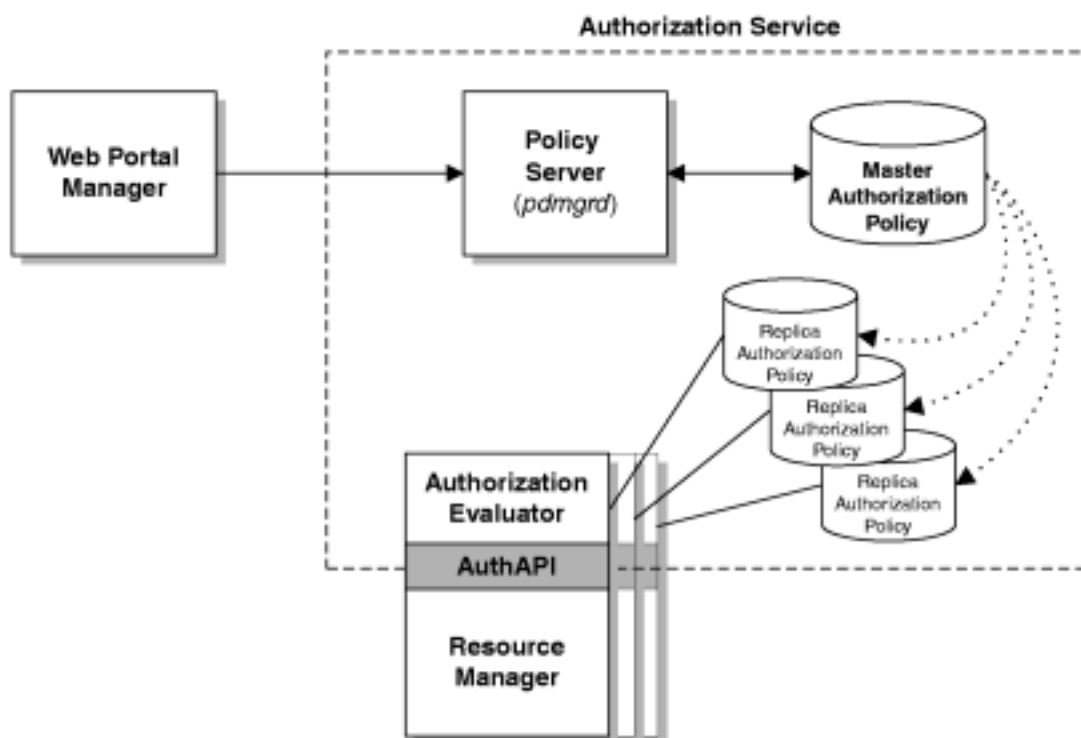 Authorization Service
Web Portal
Manager
Policy
Server
(pdmgrd)
Master
Authorization
Policy
Replica
Authorization
Policy
Replica
Authorization
Policy
Replica
Authorization
Policy
Authorization
Evaluator
AuthAPI
Resource
Manager